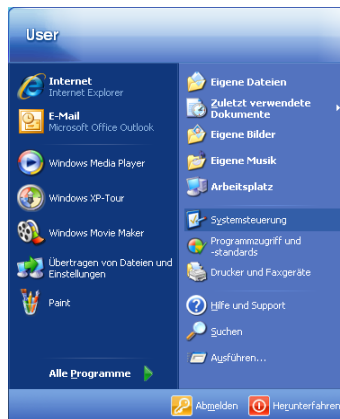 User
Internet
Internet Explorer
E-Mail
Microsoft Office Outlook
Windows Media Player
Windows XP-Tour
Windows Movie Maker
Übertragen von Dateien und
Einstellungen
Paint
Alle Programme
Eigene Dateien
Zuletzt verwendete
Dokumente
Eigene Bilder
Eigene Musik
Arbeitsplatz
Systemsteuerung
Programmzugriff und
-standards
Drucker und Faxgeräte
Hilfe und Support
Suchen
Ausführen...
Abmelden
Herunterfahren